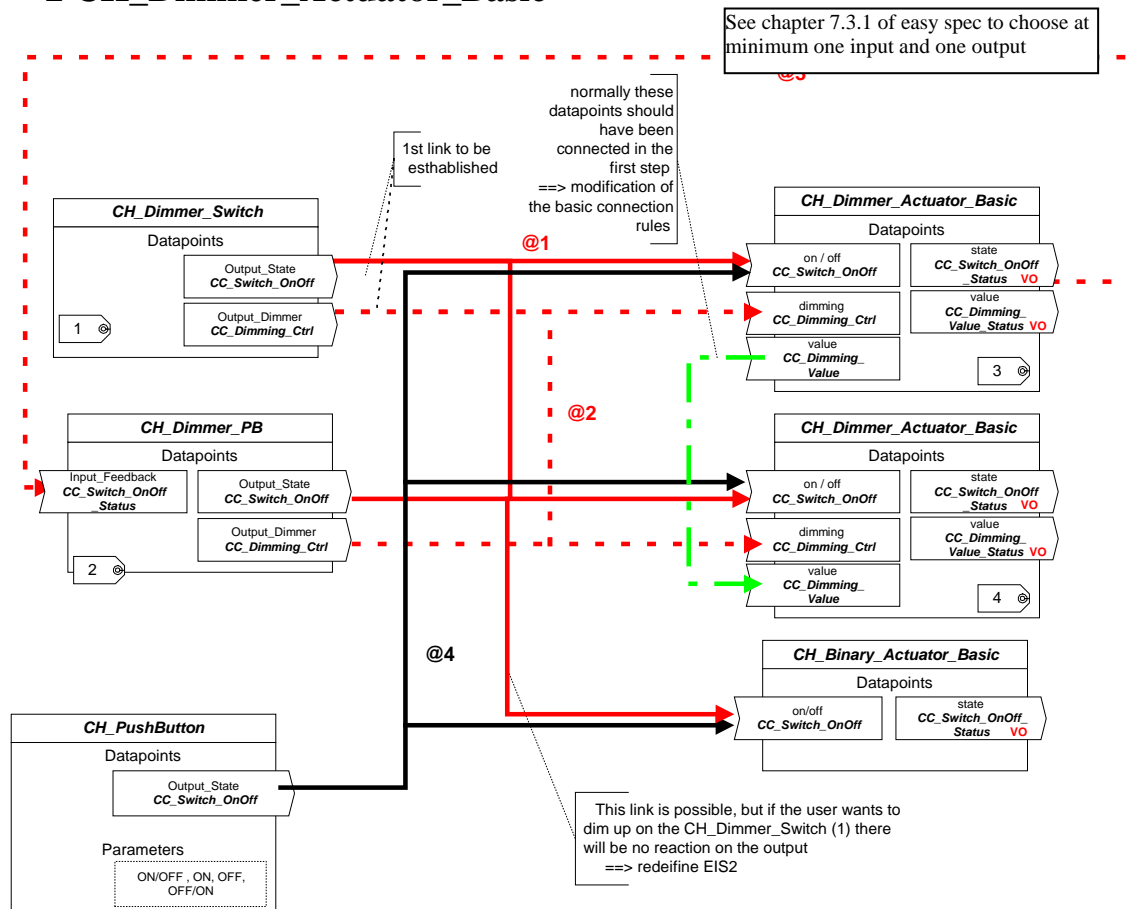 See chapter 7.3.1 of easy spec to choose at
minimum one input and one output
normally these
datapoints should
have been
connected in the
first step
==> modification of
the basic connection
rules
1st link to be
esthablished
CH_Dimmer_Switch
Datapoints
Output_State
CC_Switch_OnOff
Output_Dimmer
CC_Dimming_Ctrl
1
@1
CH_Dimmer_Actuator_Basic
Datapoints
on / off
CC_Switch_OnOff
state
CC_Switch_OnOff
_Status VO
dimming
CC_Dimming_Ctrl
value
CC_Dimming_
Value_Status VO
value
CC_Dimming_
Value
3
@2
CH_Dimmer_PB
Datapoints
Input_Feedback
CC_Switch_OnOff
_Status
Output_State
CC_Switch_OnOff
Output_Dimmer
CC_Dimming_Ctrl
2
CH_Dimmer_Actuator_Basic
Datapoints
on / off
CC_Switch_OnOff
state
CC_Switch_OnOff
_Status VO
dimming
CC_Dimming_Ctrl
value
CC_Dimming_
Value_Status VO
value
CC_Dimming_
Value
4
@4
CH_Binary_Actuator_Basic
Datapoints
on/off
CC_Switch_OnOff
state
CC_Switch_OnOff_
Status VO
CH_PushButton
Datapoints
Output_State
CC_Switch_OnOff
Parameters
ON/OFF , ON, OFF,
OFF/ON
This link is possible, but if the user wants to
dim up on the CH_Dimmer_Switch (1) there
will be no reaction on the output
==> redeifine EIS2